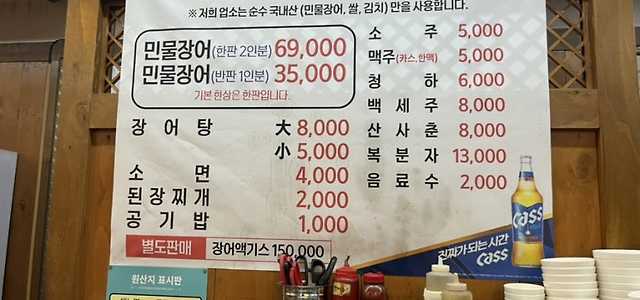 ※ 저희 업소는 순수 국내산 (민물장어, 쌀, 김치) 만을 사용합니다.
민물장어(한판 2인분) 69,000
민물장어(반판 1인분) 35,000
기본 한상은 한판입니다.
장어탕 大 8,000
小 5,000
소면 4,000
된장찌개 2,000
공기밥 1,000
별도판매 장어액기스 150,000
소주 5,000
맥주(카스, 한맥) 5,000
청하 6,000
백세주 8,000
산사춘 8,000
복분자 13,000
음료수 2,000
진짜가 되는 시간
Cass
Cass
원산지 표시판